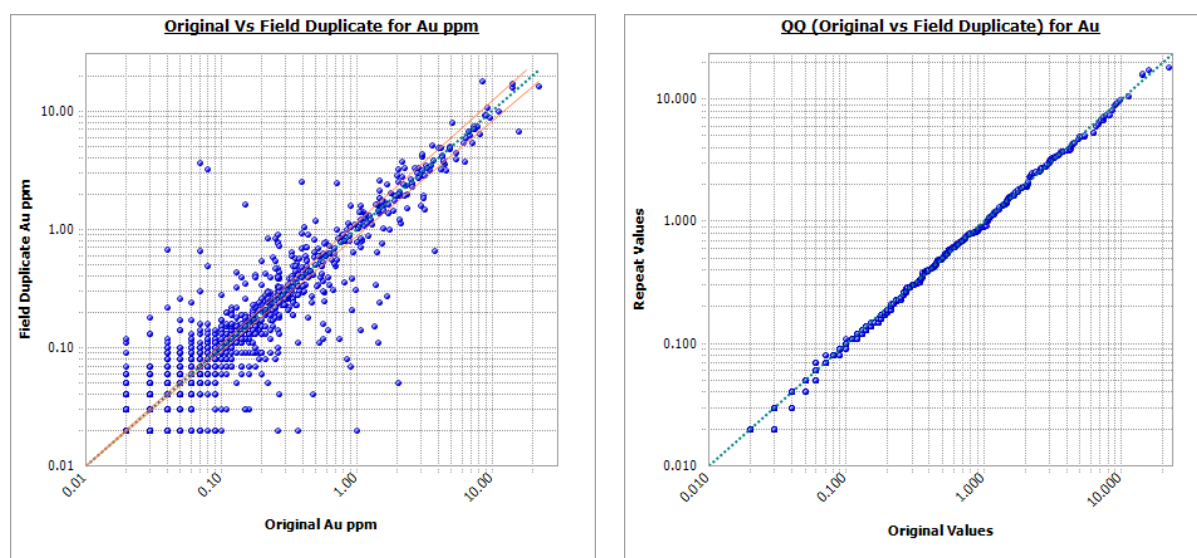 Original Vs Field Duplicate for Au ppm
Field Duplicate Au ppm
10.00
1.00
0.10
0.01
0.01
0.10
1.00
10.00
Original Au ppm
QQ (Original vs Field Duplicate) for Au
Repeat Values
10.000
1.000
0.100
0.010
0.010
0.100
1.000
10.000
Original Values